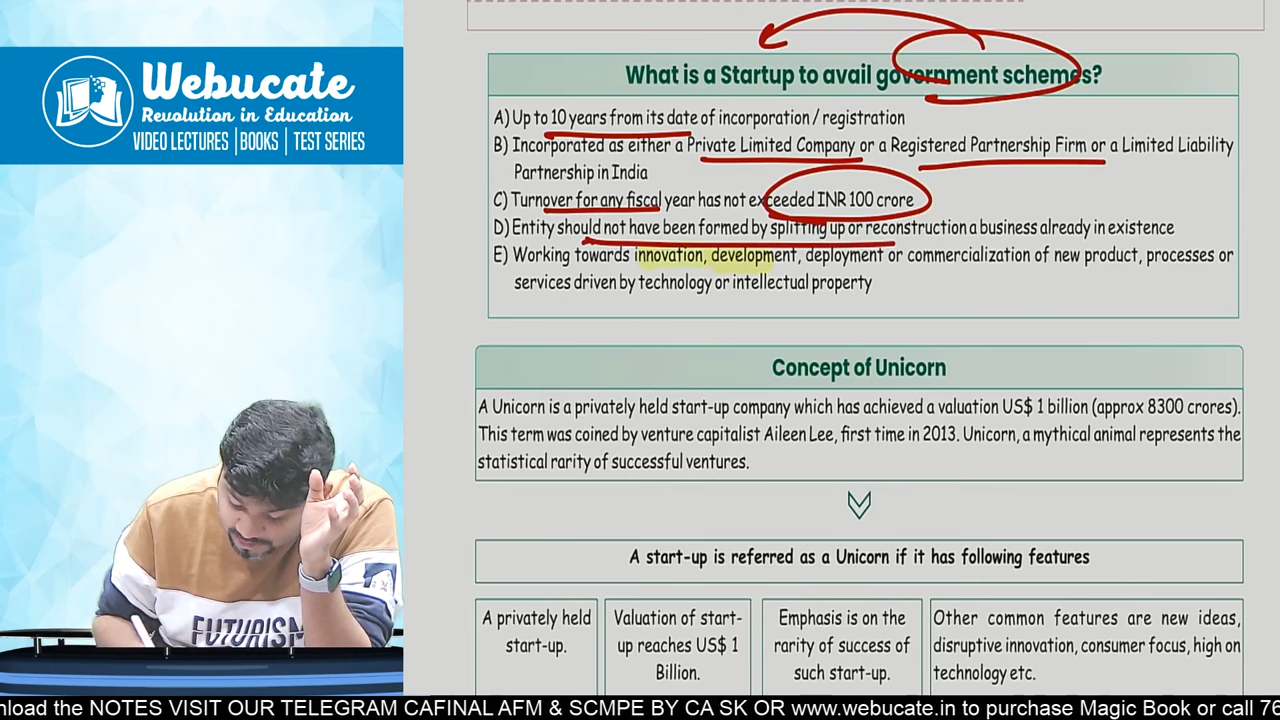 Webucate
Revolution in Education
VIDEO LECTURES | BOOKS | TEST SERIES
What is a Startup to avail government schemes?
A) Up to 10 years from its date of incorporation / registration
B) Incorporated as either a Private Limited Company or a Registered Partnership Firm or a Limited Liability
Partnership in India
C) Turnover for any fiscal year has not exceeded INR 100 crore
D) Entity should not have been formed by splitting up or reconstruction a business already in existence
E) Working towards innovation, development, deployment or commercialization of new product, processes or
services driven by technology or intellectual property
Concept of Unicorn
A Unicorn is a privately held start-up company which has achieved a valuation US$ 1 billion (approx 8300 crores).
This term was coined by venture capitalist Aileen Lee, first time in 2013. Unicorn, a mythical animal represents the
statistical rarity of successful ventures.
A start-up is referred as a Unicorn if it has following features
A privately held
start-up.
Valuation of start-
up reaches US$ 1
Billion.
Emphasis is on the
rarity of success of
such start-up.
Other common features are new ideas,
disruptive innovation, consumer focus, high on
technology etc.
FUTURISM
nload the NOTES VISIT OUR TELEGRAM CAFINAL AFM & SCMPE BY CA SK OR www.webucate.in to purchase Magic Book or call 76